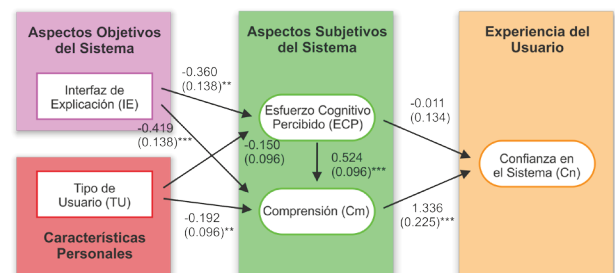 Aspectos Objetivos
del Sistema
Interfaz de
Explicación (IE)
Tipo de
Usuario (TU)
Características
Personales
-0.360
(0.138)**
-0.419
(0.138)***
-0.150
(0.096)
-0.192
(0.096)**
Aspectos Subjetivos
del Sistema
Esfuerzo Cognitivo
Percibido (ECP)
0.524
(0.096)***
Comprensión (Cm)
-0.011
(0.134)
1.336
(0.225)***
Experiencia del
Usuario
Confianza en
el Sistema (Cn)